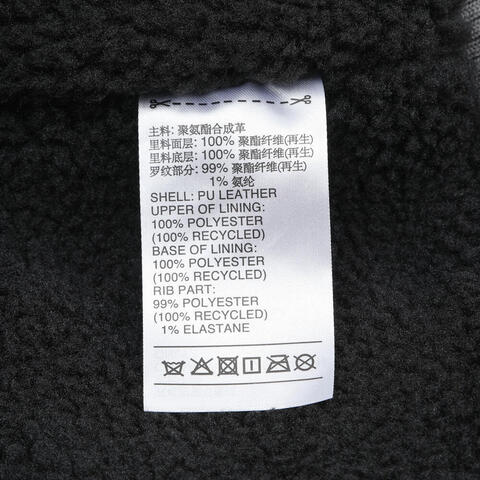 主料: 聚氨酯合成革
里料面层: 100% 聚酯纤维(再生)
里料底层: 100% 聚酯纤维(再生)
罗纹部分: 99% 聚酯纤维(再生)
1% 氨纶
SHELL: PU LEATHER
UPPER OF LINING:
100% POLYESTER
(100% RECYCLED)
BASE OF LINING:
100% POLYESTER
(100% RECYCLED)
RIB PART:
99% POLYESTER
(100% RECYCLED)
1% ELASTANE